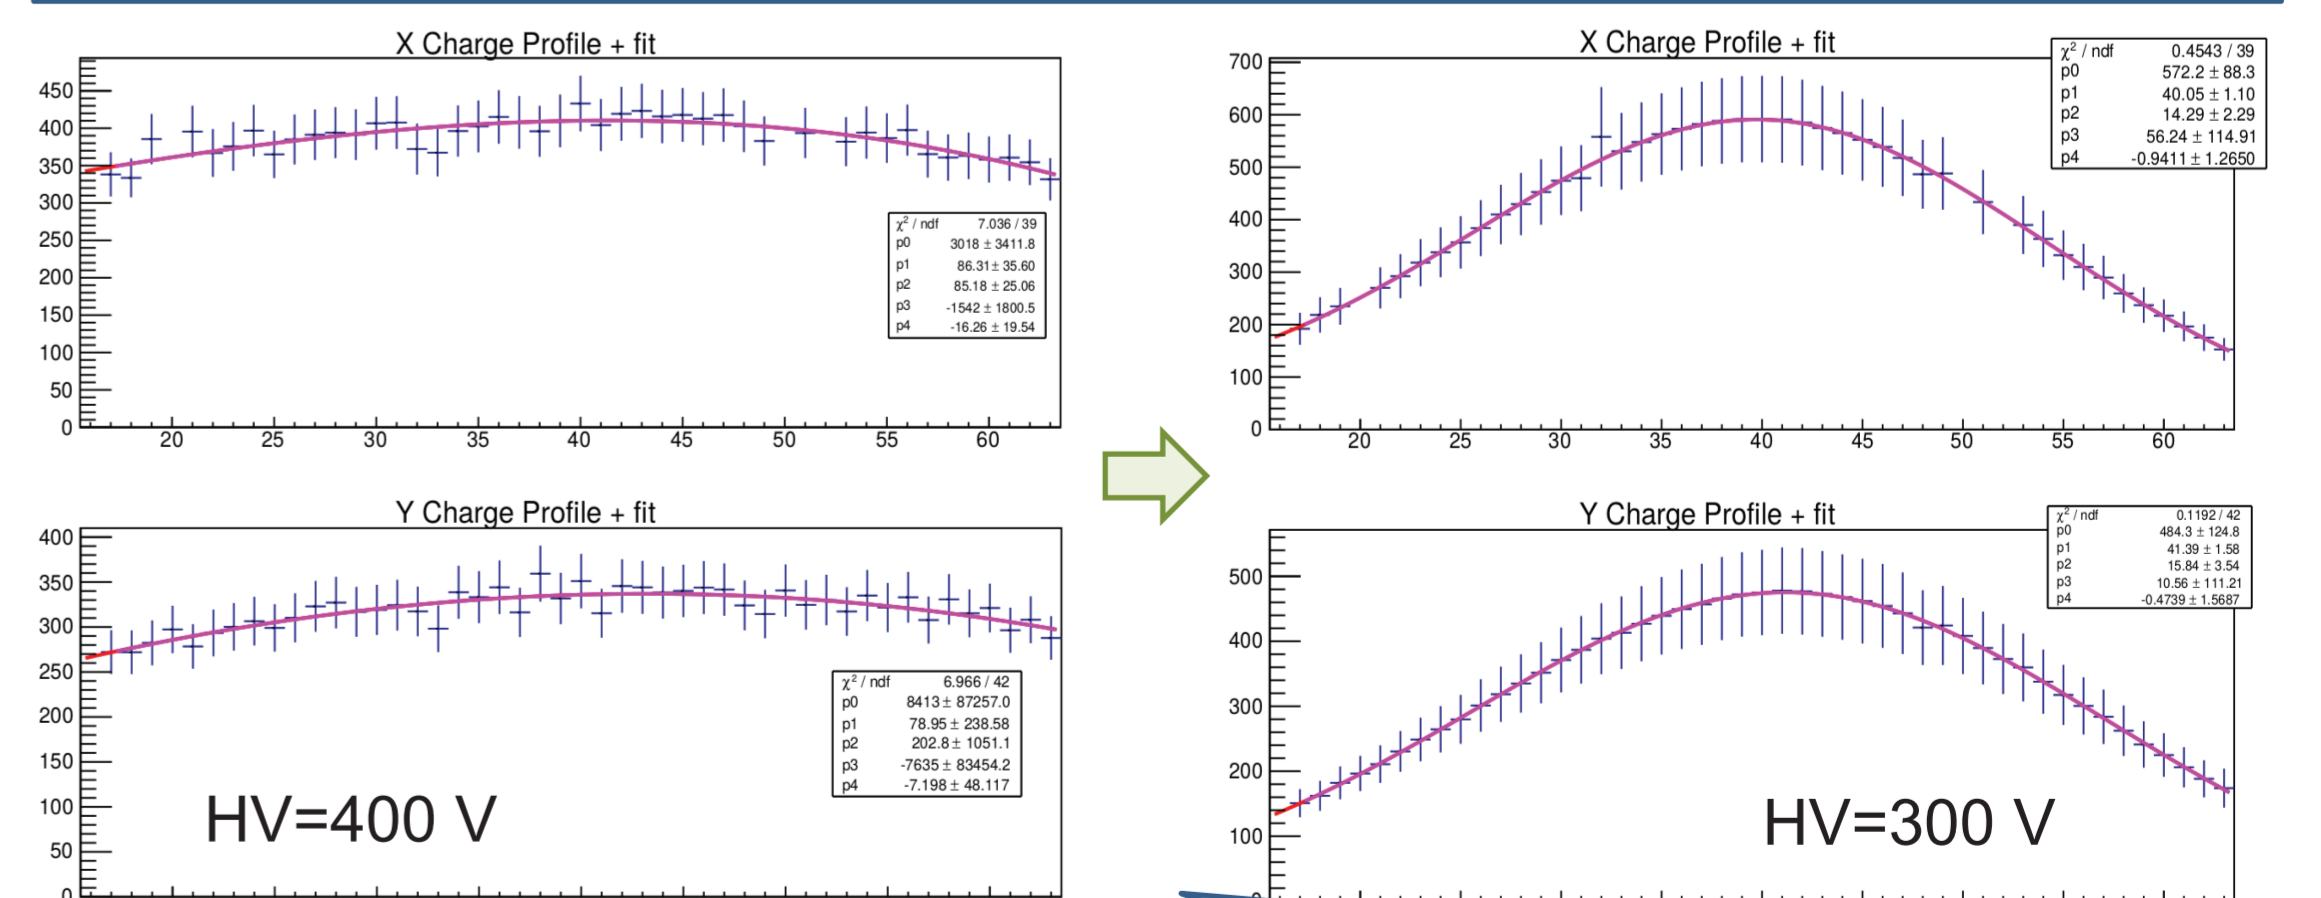 X Charge Profile + fit
450
400
350
300
250
200
150
100
50
0
20 25 30 35 40 45 50 55 60
χ² / ndf 7.036 / 39
p0 3018 ± 3411.8
p1 86.31 ± 35.60
p2 85.18 ± 25.06
p3 -1542 ± 1800.5
p4 -16.26 ± 19.54
X Charge Profile + fit
700
600
500
400
300
200
100
0
20 25 30 35 40 45 50 55 60
χ² / ndf 0.4543 / 39
p0 572.2 ± 88.3
p1 40.05 ± 1.10
p2 14.29 ± 2.29
p3 56.24 ± 114.91
p4 -0.9411 ± 1.2650
Y Charge Profile + fit
400
350
300
250
200
150
100
50
0
χ² / ndf 6.966 / 42
p0 8413 ± 87257.0
p1 78.95 ± 238.58
p2 202.8 ± 1051.1
p3 -7635 ± 83454.2
p4 -7.198 ± 48.117
HV=400 V
Y Charge Profile + fit
500
400
300
200
100
0
χ² / ndf 0.1192 / 42
p0 484.3 ± 124.8
p1 41.39 ± 1.58
p2 15.84 ± 3.54
p3 10.56 ± 111.21
p4 -0.4739 ± 1.5687
HV=300 V